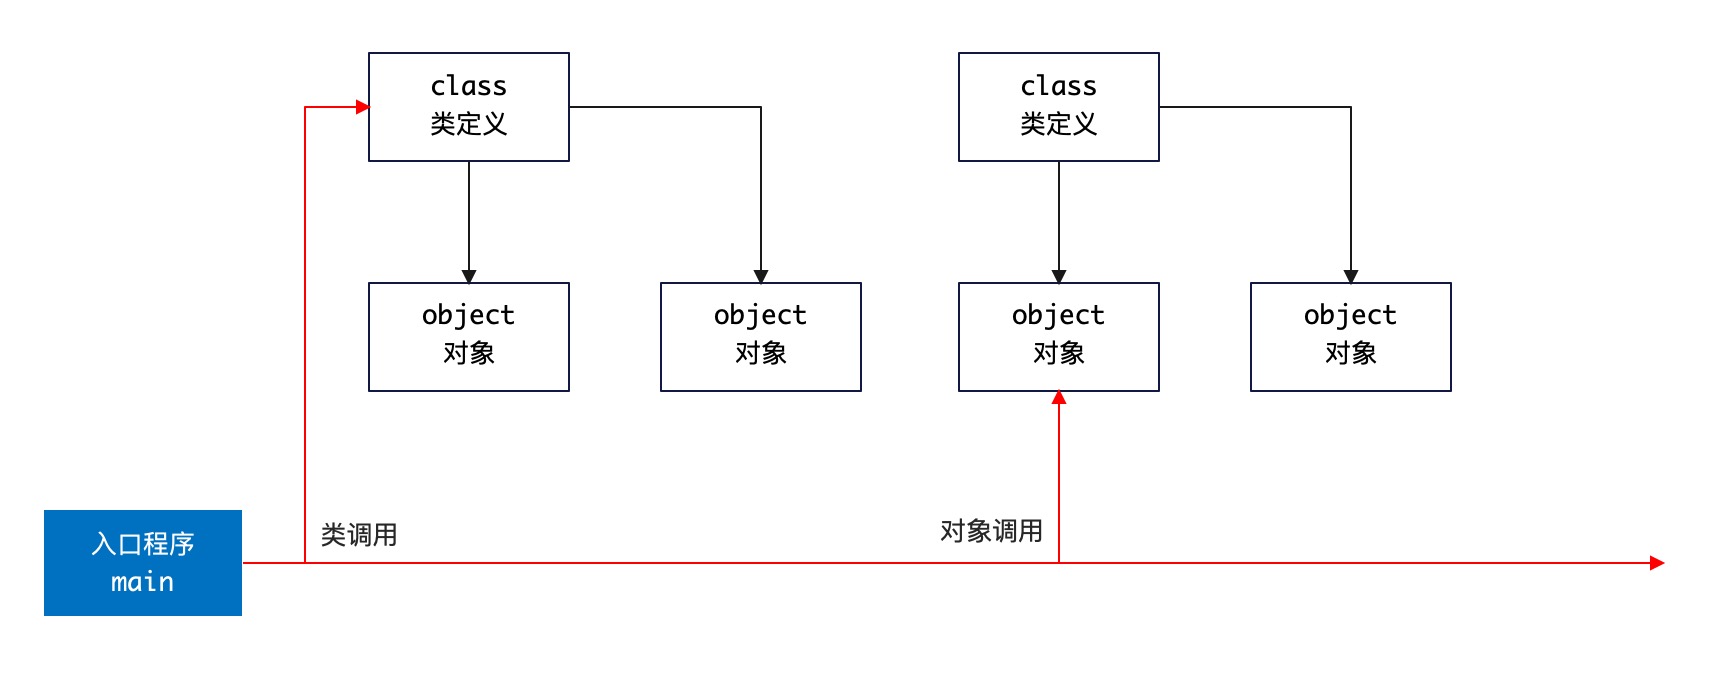 class
类定义
class
类定义
object
对象
object
对象
object
对象
object
对象
类调用
对象调用
入口程序
main